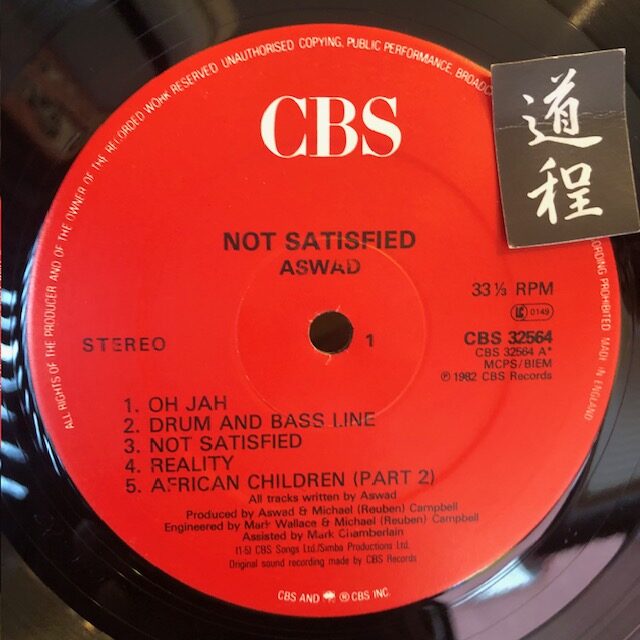 ALL RIGHTS OF THE PRODUCER AND OF THE OWNER OF THE RECORDED WORK RESERVED UNAUTHORISED COPYING, PUBLIC PERFORMANCE, BROADC
ORDING PROHIBITED MADE IN ENGLAND
CBS
道程
NOT SATISFIED
ASWAD
33⅓ RPM
LC 0149
STEREO
1
CBS 32564
CBS 32564 A*
MCPS/BIEM
℗ 1982 CBS Records
1. OH JAH
2. DRUM AND BASS LINE
3. NOT SATISFIED
4. REALITY
5. AFRICAN CHILDREN (PART 2)
All tracks written by Aswad
Produced by Aswad & Michael (Reuben) Campbell
Engineered by Mark Wallace & Michael (Reuben) Campbell
Assisted by Mark Chamberlain
(1-5) CBS Songs Ltd./Simba Productions Ltd.
Original sound recording made by CBS Records
CBS AND ® CBS INC.